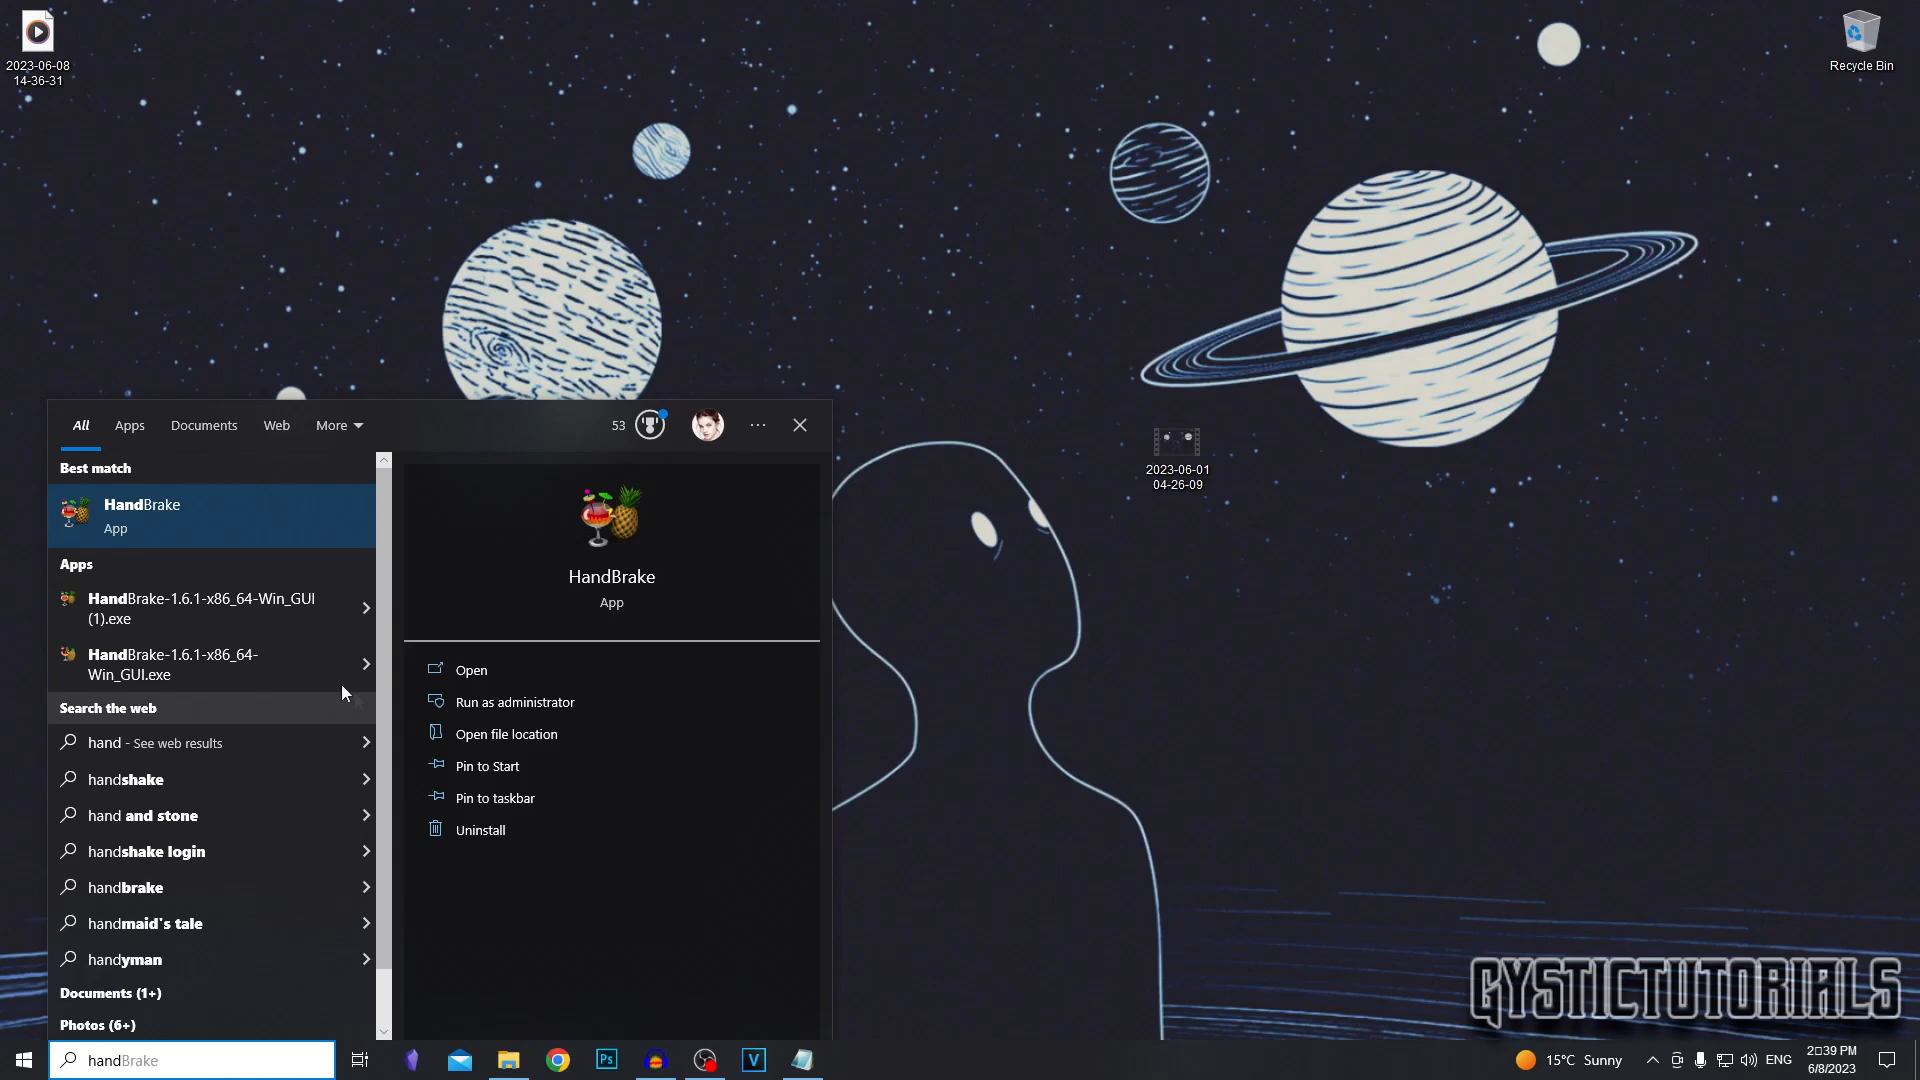 2023-06-08
14-36-31
Recycle Bin
2023-06-01
04-26-09
All Apps Documents Web More 53
Best match
HandBrake
App
Apps
HandBrake-1.6.1-x86_64-Win_GUI
(1).exe
HandBrake-1.6.1-x86_64-
Win_GUI.exe
Search the web
hand - See web results
handshake
hand and stone
handshake login
handbrake
handmaid's tale
handyman
Documents (1+)
Photos (6+)
HandBrake
App
Open
Run as administrator
Open file location
Pin to Start
Pin to taskbar
Uninstall
GYSTICTUTORIALS
handBrake
Ps
V
15°C Sunny
ENG
2□39 PM
6/8/2023